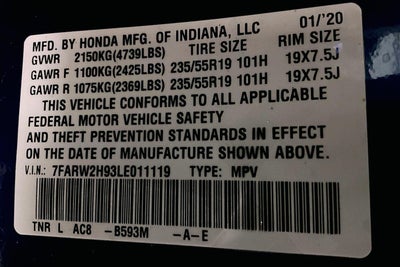 MFD. BY HONDA MFG. OF INDIANA, LLC 01/'20
GVWR 2150KG(4739LBS) TIRE SIZE RIM SIZE
GAWR F 1100KG(2425LBS) 235/55R19 101H 19X7.5J
GAWR R 1075KG(2369LBS) 235/55R19 101H 19X7.5J
THIS VEHICLE CONFORMS TO ALL APPLICABLE
FEDERAL MOTOR VEHICLE SAFETY
AND THEFT PREVENTION STANDARDS IN EFFECT
ON THE DATE OF MANUFACTURE SHOWN ABOVE.
V.I.N.: 7FARW2H93LE011119 TYPE: MPV
TNR L AC8 -B593M -A-E